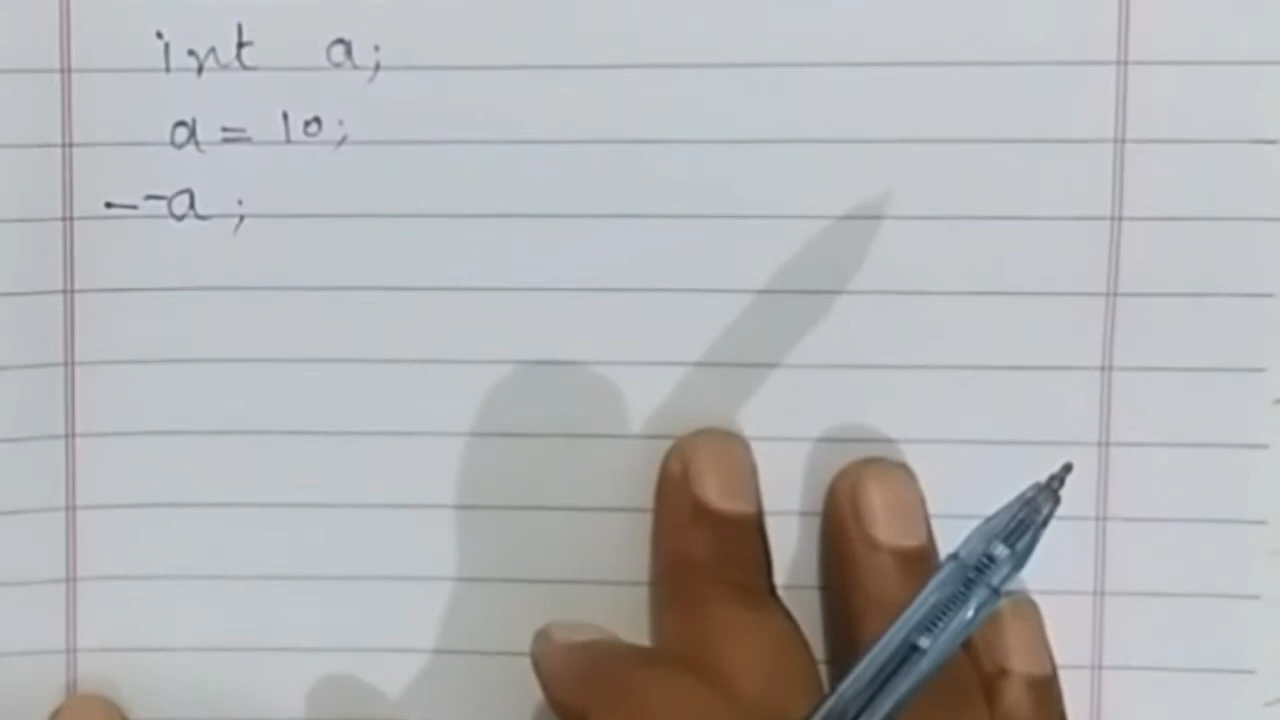 int a;
a = 10;
--a;